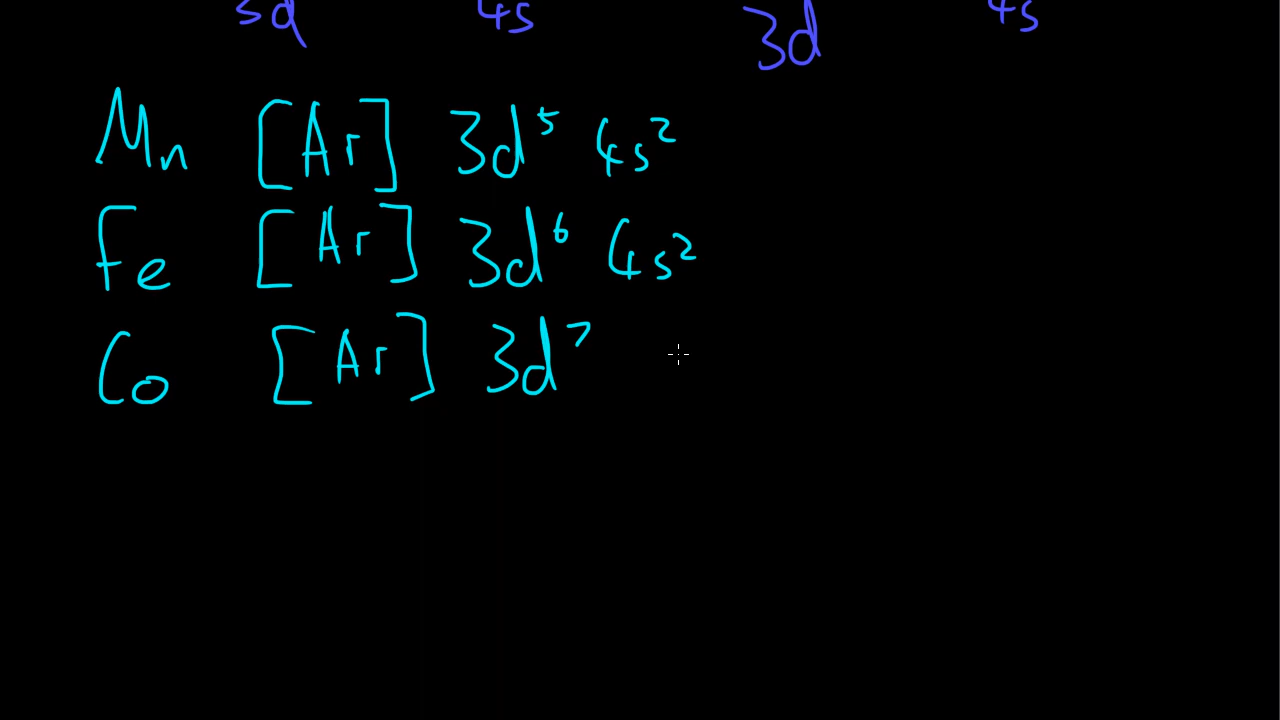 3d 4s 3d 4s
Mn [Ar] 3d⁵ 4s²
Fe [Ar] 3d⁶ 4s²
Co [Ar] 3d⁷